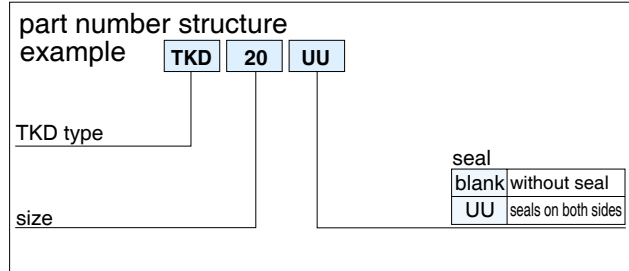 part number structure
example TKD 20 UU
TKD type
seal
blank without seal
UU seals on both sides
size